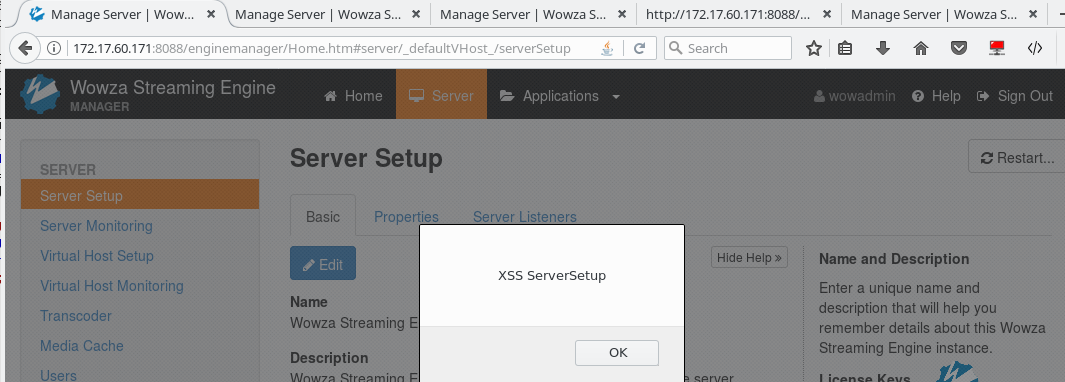 Manage Server | Wowza S...
Manage Server | Wowza S...
Manage Server | Wowza S...
http://172.17.60.171:8088/...
Manage Server | Wowza S...
172.17.60.171:8088/enginemanager/Home.htm#server/_defaultVHost_/serverSetup
Search
Wowza Streaming Engine
MANAGER
Home
Server
Applications
wowadmin
Help
Sign Out
SERVER
Server Setup
Server Monitoring
Virtual Host Setup
Virtual Host Monitoring
Transcoder
Media Cache
Users
Server Setup
Restart...
Basic
Properties
Server Listeners
Edit
Hide Help »
Name
Wowza Streaming E
Description
Wowza Streaming E
e server
XSS ServerSetup
OK
Name and Description
Enter a unique name and
description that will help you
remember details about this Wowza
Streaming Engine instance.
License Keys